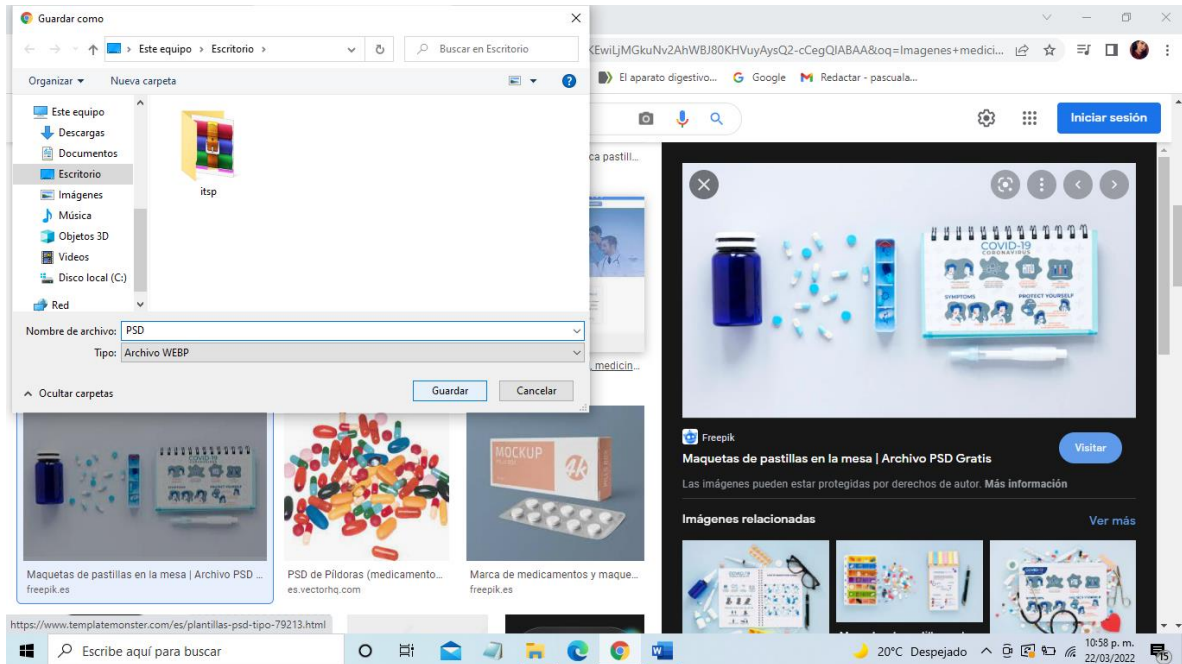 Guardar como
Este equipo > Escritorio >
Buscar en Escritorio
Organizar
Nueva carpeta
Este equipo
Descargas
Documentos
Escritorio
Imágenes
Música
Objetos 3D
Videos
Disco local (C:)
Red
itsp
Nombre de archivo: PSD
Tipo: Archivo WEBP
Ocultar carpetas
Guardar
Cancelar
El aparato digestivo...
Google
Redactar - pascuala...
Iniciar sesión
ca pastill...
, medicin...
COVID-19
CORONAVIRUS
SYMPTOMS
PROTECT YOURSELF
Freepik
Maquetas de pastillas en la mesa | Archivo PSD Gratis
Visitar
Las imágenes pueden estar protegidas por derechos de autor. Más información
Imágenes relacionadas
Ver más
MOCKUP
4k
Maquetas de pastillas en la mesa | Archivo PSD ...
freepik.es
PSD de Píldoras (medicamento...
es.vectorhq.com
Marca de medicamentos y maque...
freepik.es
https://www.templatemonster.com/es/plantillas-psd-tipo-79213.html
Escribe aquí para buscar
20°C Despejado
10:58 p. m.
22/03/2022
15